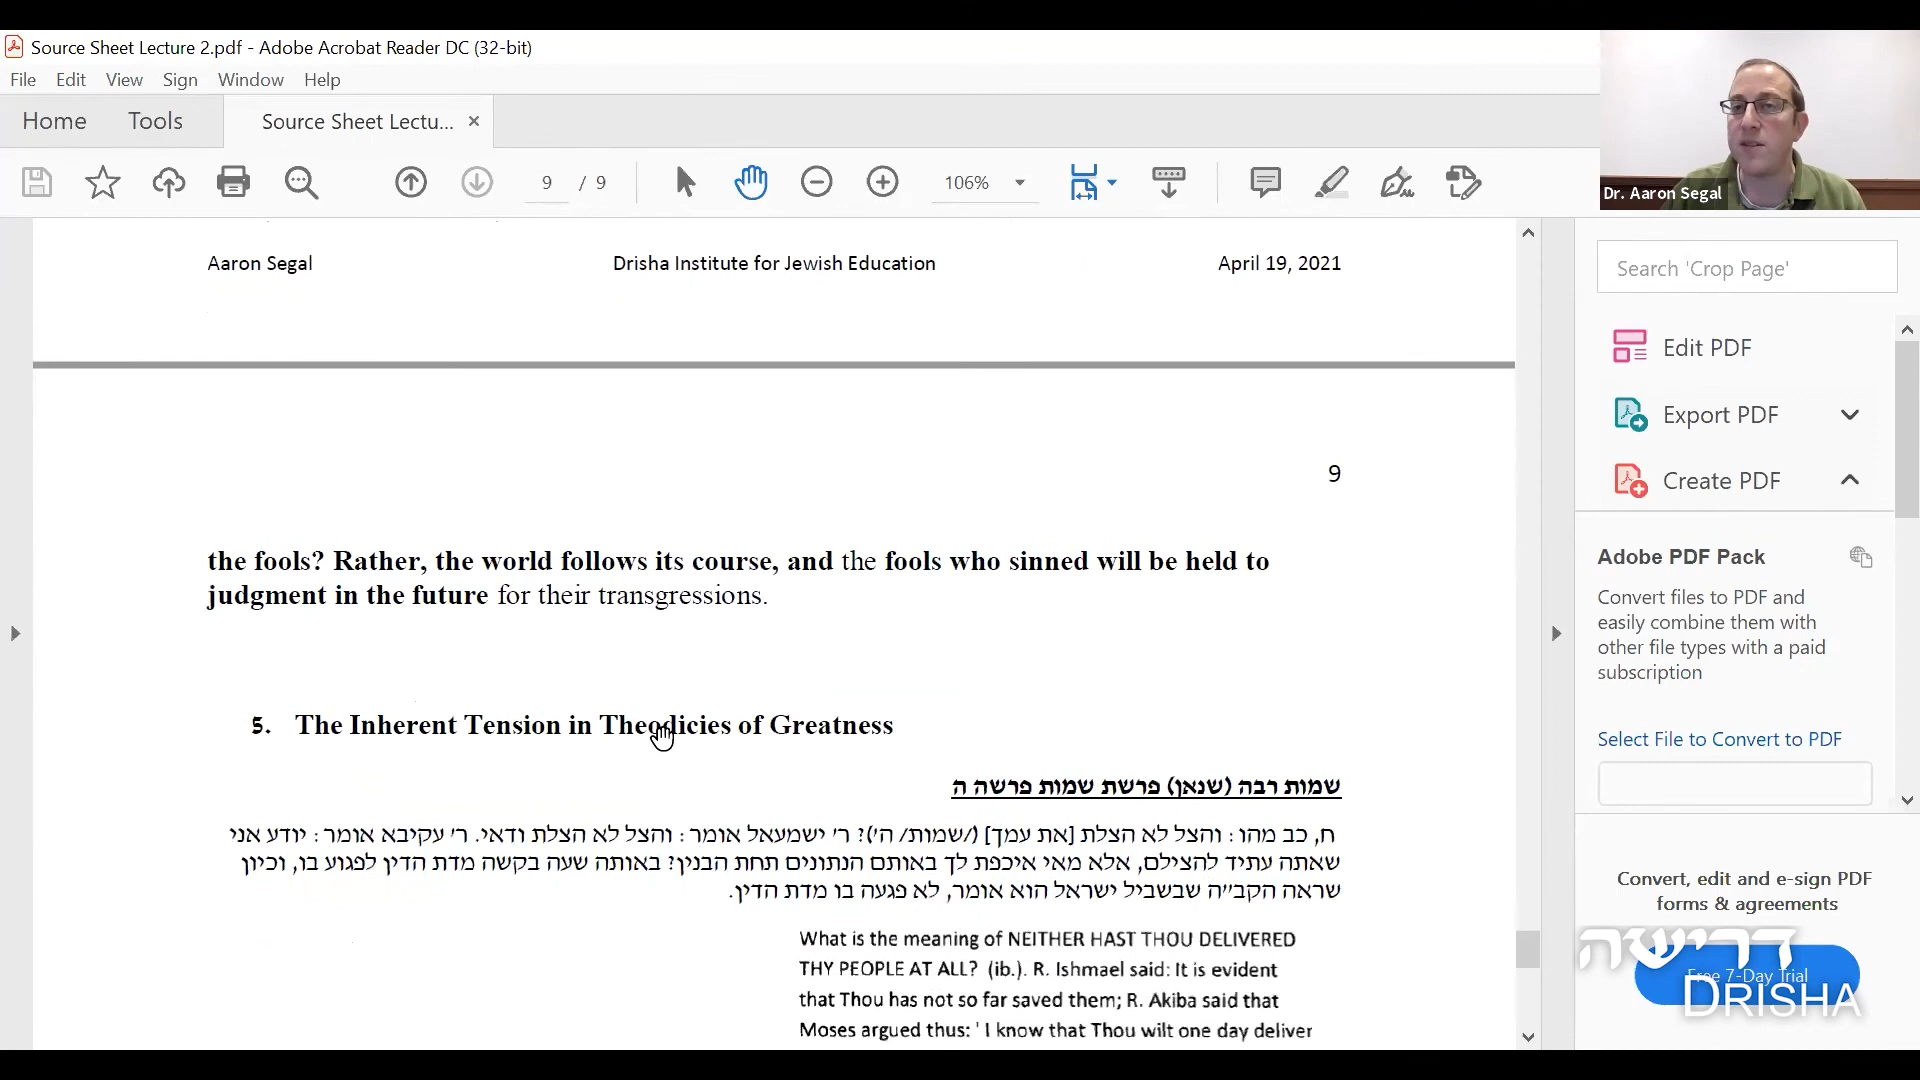 Source Sheet Lecture 2.pdf - Adobe Acrobat Reader DC (32-bit)
File Edit View Sign Window Help
Home Tools Source Sheet Lectu... ×
9 / 9 106%
Dr. Aaron Segal
Aaron Segal Drisha Institute for Jewish Education April 19, 2021
9
the fools? Rather, the world follows its course, and the fools who sinned will be held to
judgment in the future for their transgressions.
5. The Inherent Tension in Theodicies of Greatness
שמות רבה (שנאן) פרשת שמות פרשה ה
ח, כב מהו: והצל לא הצלת [את עמך] (/שמות/ ה')? ר' ישמעאל אומר: והצל לא הצלת ודאי. ר' עקיבא אומר: יודע אני
שאתה עתיד להצילם, אלא מאי איכפת לך באותם הנתונים תחת הבנין? באותה שעה בקשה מדת הדין לפגוע בו, וכיון
שראה הקב״ה שבשביל ישראל הוא אומר, לא פגעה בו מדת הדין.
What is the meaning of NEITHER HAST THOU DELIVERED
THY PEOPLE AT ALL? (ib.). R. Ishmael said: It is evident
that Thou has not so far saved them; R. Akiba said that
Moses argued thus: ' I know that Thou wilt one day deliver
Search 'Crop Page'
Edit PDF
Export PDF
Create PDF
Adobe PDF Pack
Convert files to PDF and
easily combine them with
other file types with a paid
subscription
Select File to Convert to PDF
Convert, edit and e-sign PDF
forms & agreements
Free 7-Day Trial
דרישה
DRISHA